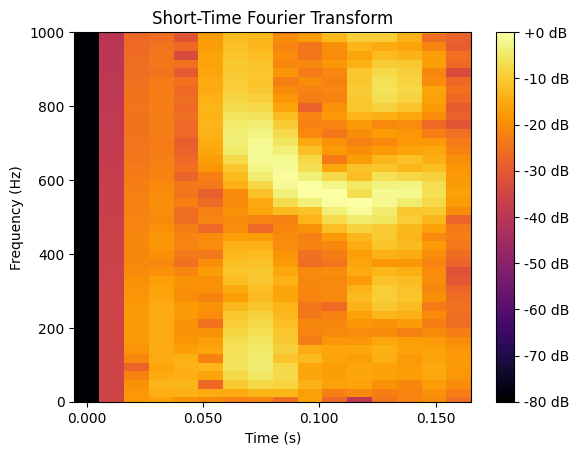 Short-Time Fourier Transform
1000
800
600
400
200
0
Frequency (Hz)
0.000
0.050
0.100
0.150
Time (s)
+0 dB
-10 dB
-20 dB
-30 dB
-40 dB
-50 dB
-60 dB
-70 dB
-80 dB